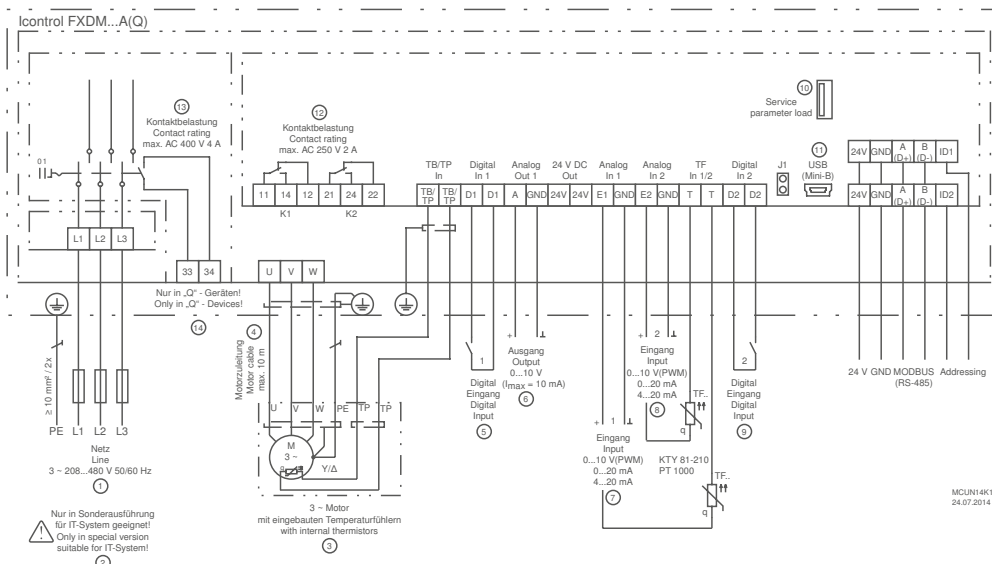 Icontrol FXDM...A(Q)
0 1
13
Kontaktbelastung
Contact rating
max. AC 400 V 4 A
L1 L2 L3
33 34
Nur in „Q“ - Geräten!
Only in "Q" - Devices!
14
12
Kontaktbelastung
Contact rating
max. AC 250 V 2 A
11 14 12 21 24 22
K1 K2
TB/TP
In
Digital
In 1
Analog
Out 1
24 V DC
Out
Analog
In 1
Analog
In 2
TF
In 1/2
Digital
In 2
TB/
TP
TB/
TP
D1 D1 A GND 24V 24V E1 GND E2 GND T T D2 D2
10
Service
parameter load
J1
11
USB
(Mini-B)
24V GND A
(D+)
B
(D-)
ID1
24V GND A
(D+)
B
(D-)
ID2
24 V GND MODBUS
(RS-485)
Addressing
U V W
4
Motorzuleitung
Motor cable
max. 10 m
U V W PE TP TP
M
3 ~
Y/Δ
3 ~ Motor
mit eingebauten Temperaturfühlern
with internal thermistors
3
≥ 10 mm² / 2x
PE L1 L2 L3
Netz
Line
3 ~ 208...480 V 50/60 Hz
1
Nur in Sonderausführung
für IT-System geeignet!
Only in special version
suitable for IT-System!
2
1
Digital
Eingang
Digital
Input
5
+ ⊥
Ausgang
Output
0...10 V
(Imax = 10 mA)
6
+ 1 ⊥
Eingang
Input
0...10 V(PWM)
0...20 mA
4...20 mA
7
+ 2 ⊥
Eingang
Input
0...10 V(PWM)
0...20 mA
4...20 mA
8
TF..
q
KTY 81-210
PT 1000
TF..
q
2
Digital
Eingang
Digital
Input
9
MCUN14K1
24.07.2014